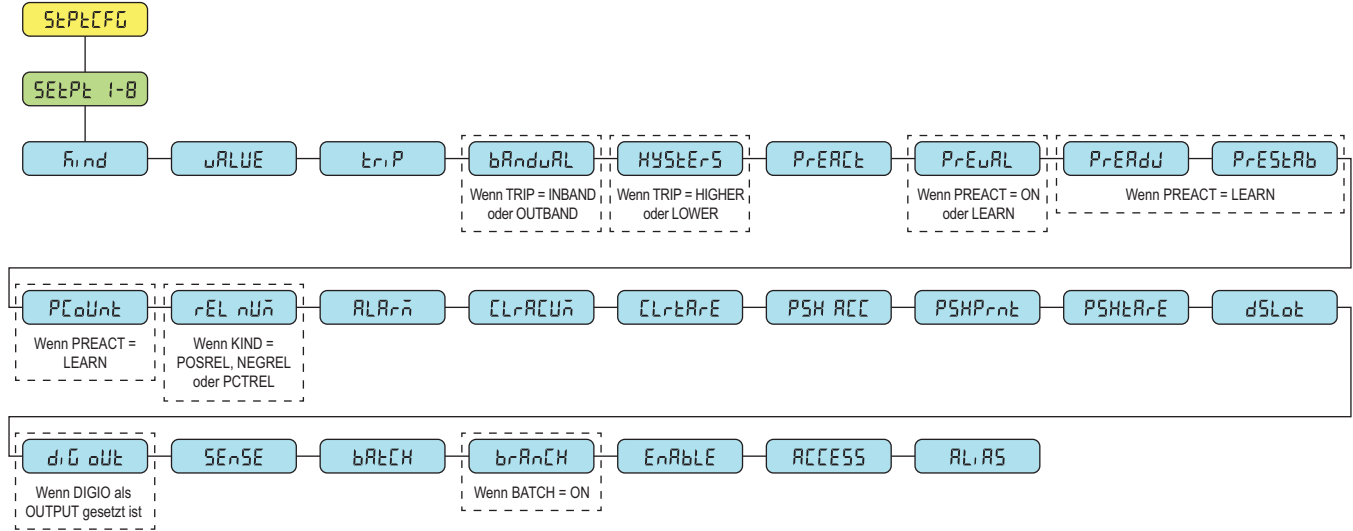 StPtCFG
SEtPt 1-8
Kind
vALUE
triP
bAndvAL
HYStErS
PrEACt
PrEvAL
PrEAdJ
PrEStAb
Wenn TRIP = INBAND
oder OUTBAND
Wenn TRIP = HIGHER
oder LOWER
Wenn PREACT = ON
oder LEARN
Wenn PREACT = LEARN
PCoUnt
rEL nUM
ALArM
CLrACUM
CLrtArE
PSH ACC
PSHPrnt
PSHtArE
dSLot
Wenn PREACT =
LEARN
Wenn KIND =
POSREL, NEGREL
oder PCTREL
diG oUt
SEnSE
bAtCH
brAnCH
EnAbLE
ACCESS
ALiAS
Wenn DIGIO als
OUTPUT gesetzt ist
Wenn BATCH = ON